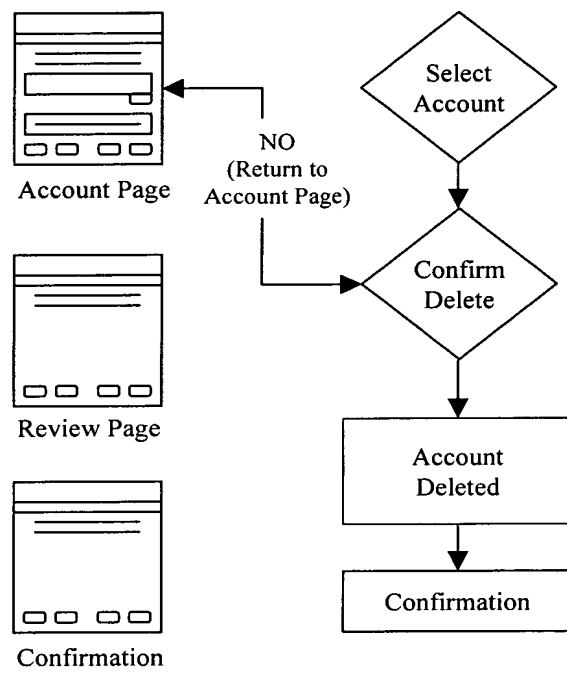 Select
Account
NO
(Return to
Account Page)
Account Page
Confirm
Delete
Review Page
Account
Deleted
Confirmation
Confirmation